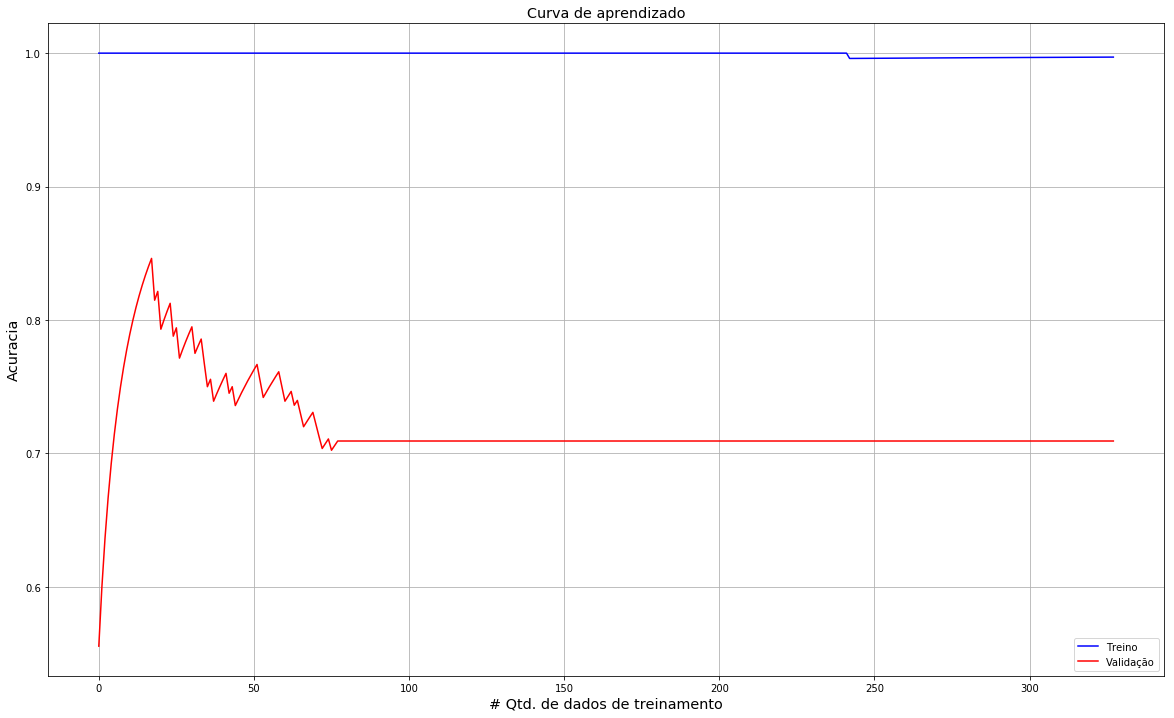 Curva de aprendizado
1.0
0.9
0.8
0.7
0.6
Acuracia
0
50
100
150
200
250
300
# Qtd. de dados de treinamento
Treino
Validação